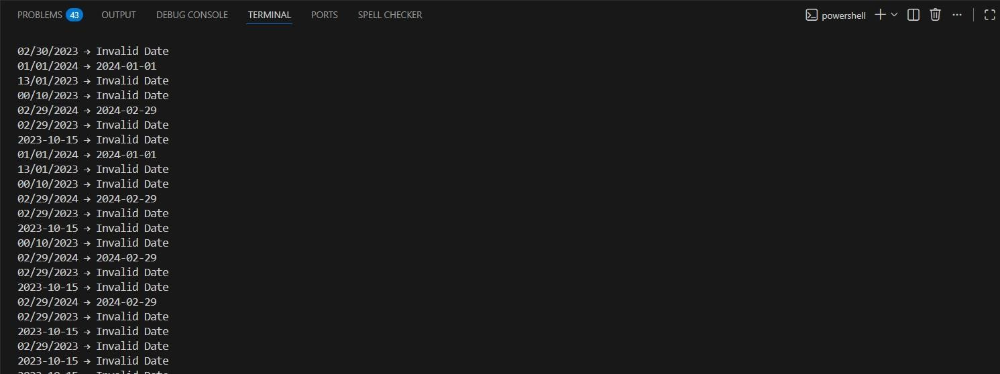 PROBLEMS 43 OUTPUT DEBUG CONSOLE TERMINAL PORTS SPELL CHECKER powershell
02/30/2023 → Invalid Date
01/01/2024 → 2024-01-01
13/01/2023 → Invalid Date
00/10/2023 → Invalid Date
02/29/2024 → 2024-02-29
02/29/2023 → Invalid Date
2023-10-15 → Invalid Date
01/01/2024 → 2024-01-01
13/01/2023 → Invalid Date
00/10/2023 → Invalid Date
02/29/2024 → 2024-02-29
02/29/2023 → Invalid Date
2023-10-15 → Invalid Date
00/10/2023 → Invalid Date
02/29/2024 → 2024-02-29
02/29/2023 → Invalid Date
2023-10-15 → Invalid Date
02/29/2024 → 2024-02-29
02/29/2023 → Invalid Date
2023-10-15 → Invalid Date
02/29/2023 → Invalid Date
2023-10-15 → Invalid Date
2023-10-15 → Invalid Date